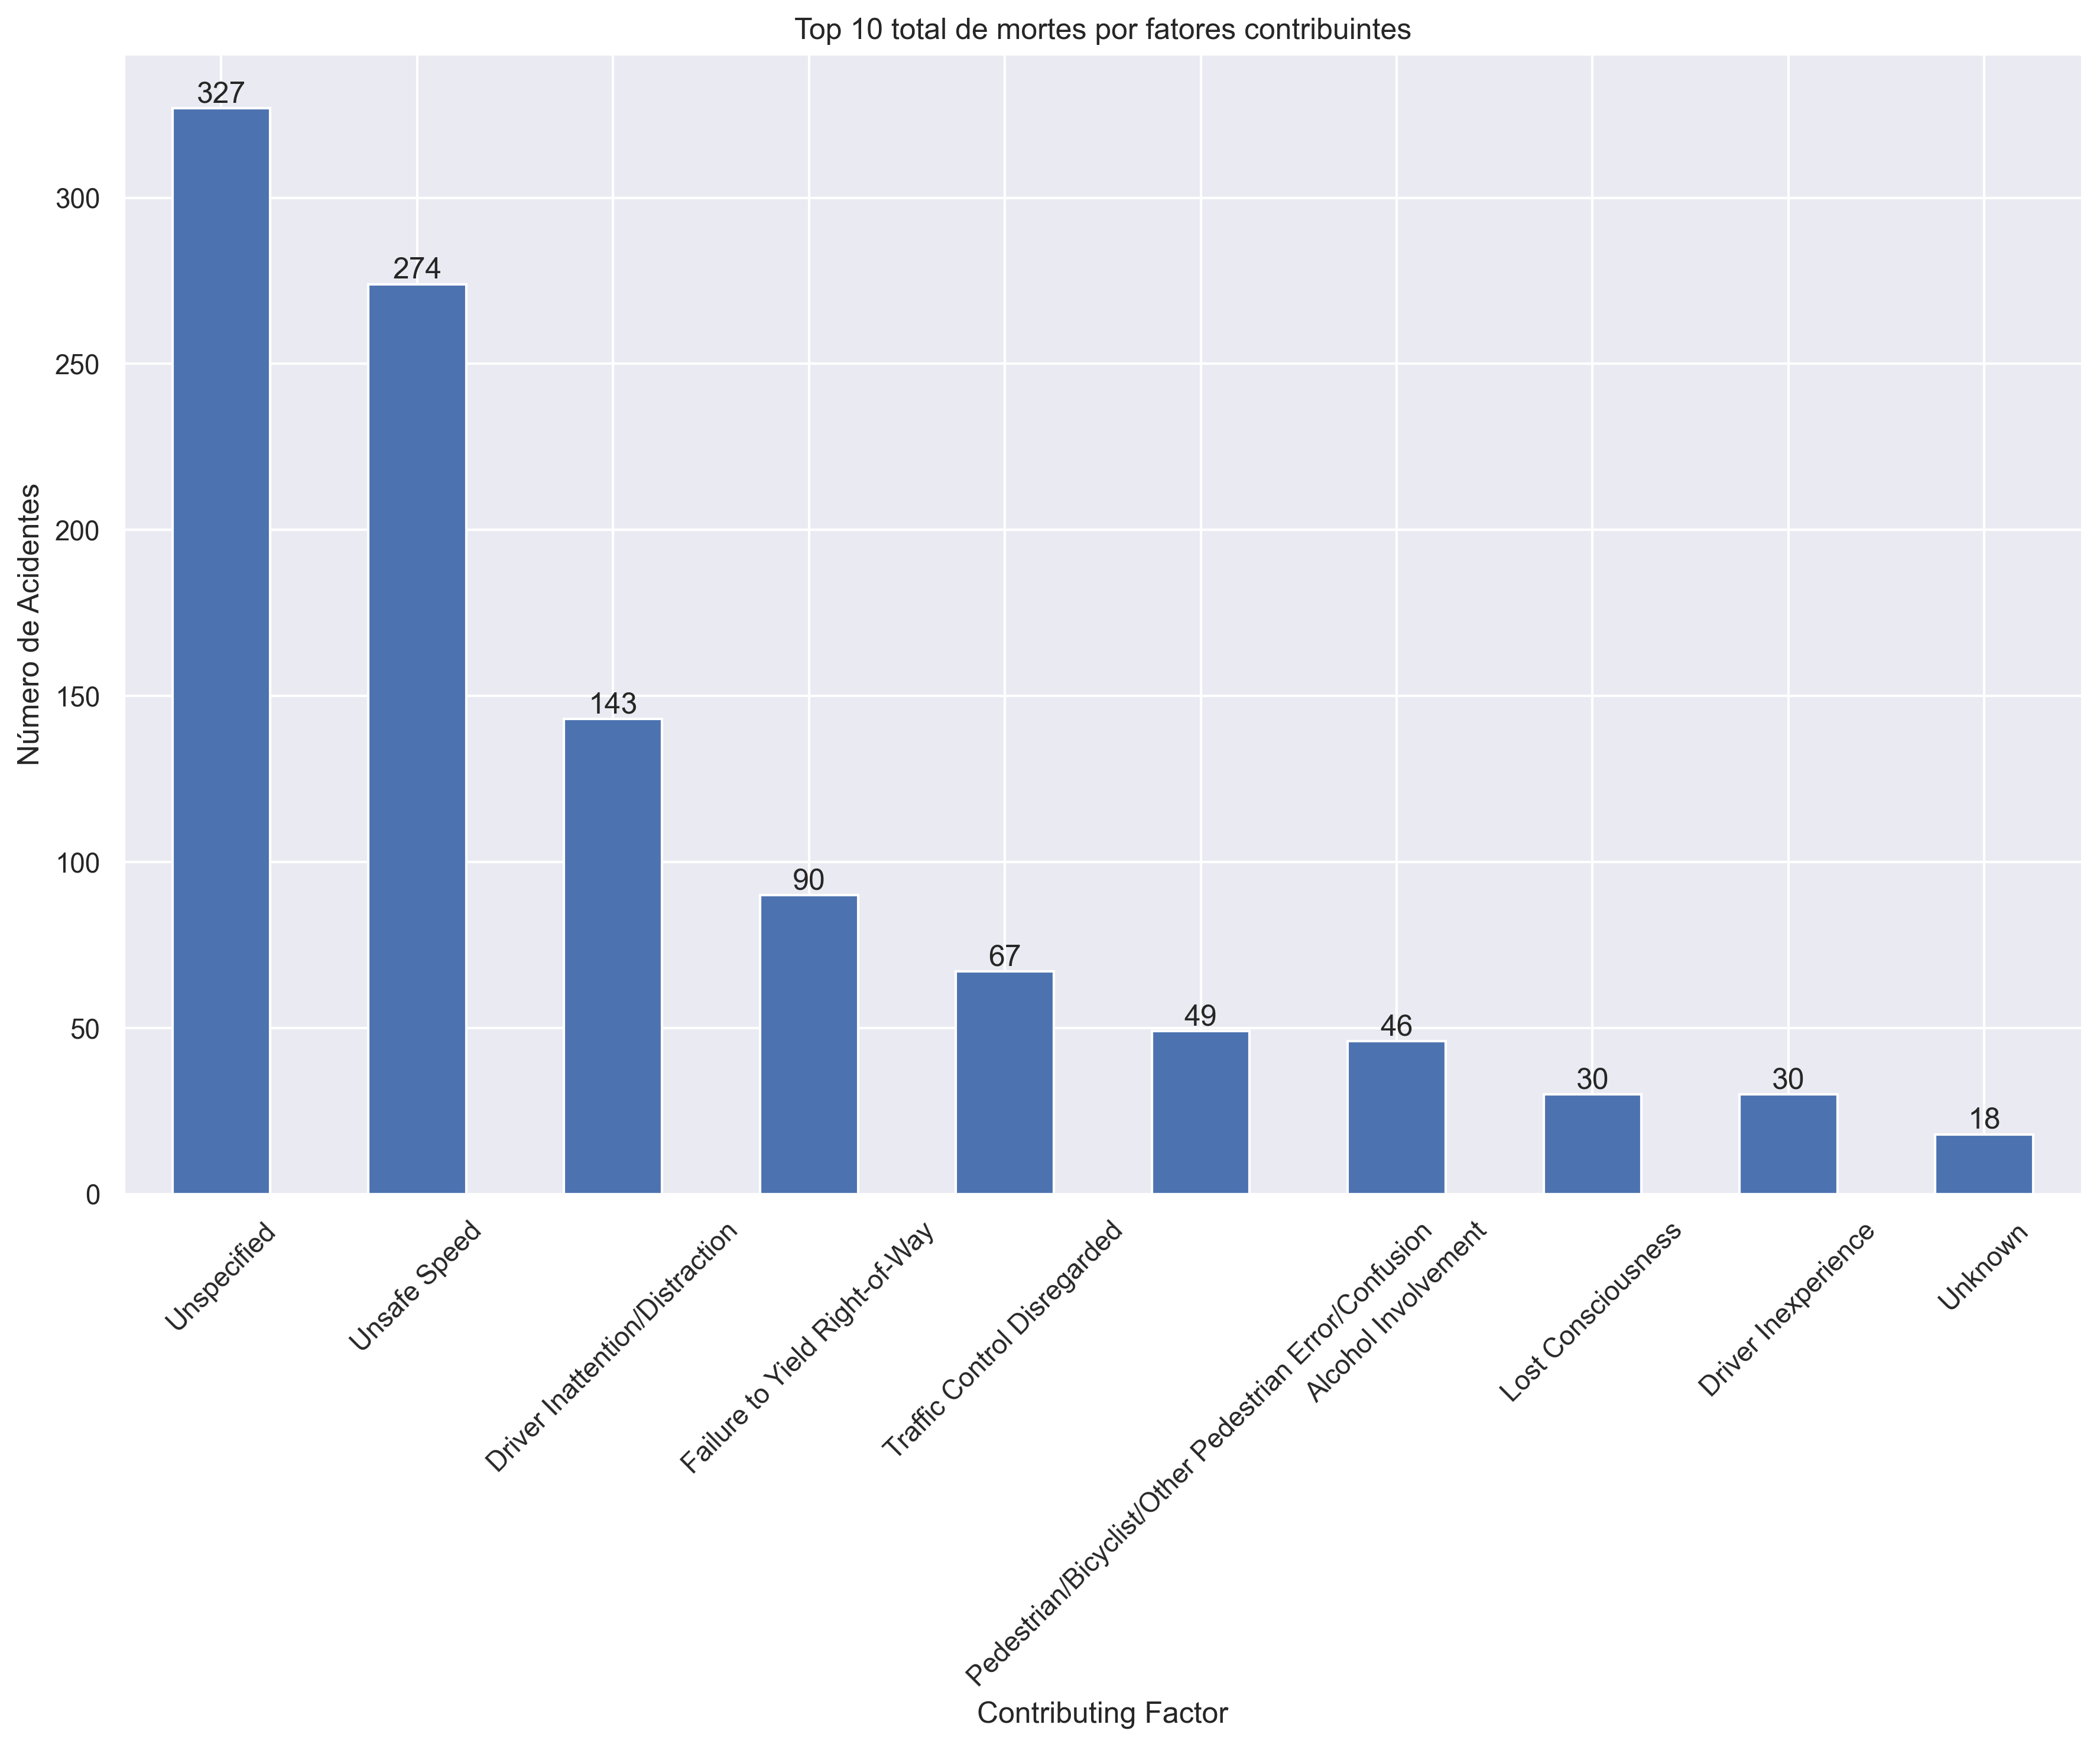 Top 10 total de mortes por fatores contribuintes
Número de Acidentes
300
250
200
150
100
50
0
327
274
143
90
67
49
46
30
30
18
Unspecified
Unsafe Speed
Driver Inattention/Distraction
Failure to Yield Right-of-Way
Traffic Control Disregarded
Pedestrian/Bicyclist/Other Pedestrian Error/Confusion
Alcohol Involvement
Lost Consciousness
Driver Inexperience
Unknown
Contributing Factor